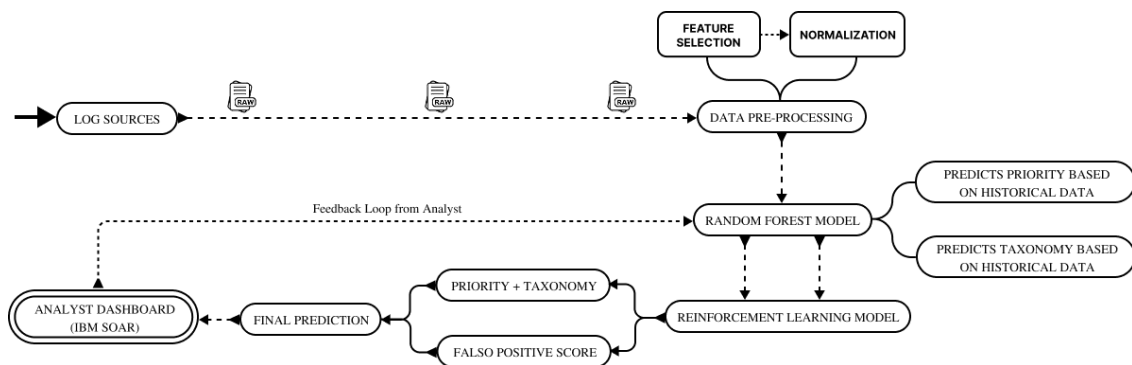 FEATURE
SELECTION
NORMALIZATION
RAW
RAW
RAW
LOG SOURCES
DATA PRE-PROCESSING
PREDICTS PRIORITY BASED
ON HISTORICAL DATA
Feedback Loop from Analyst
RANDOM FOREST MODEL
PREDICTS TAXONOMY BASED
ON HISTORICAL DATA
PRIORITY + TAXONOMY
ANALYST DASHBOARD
(IBM SOAR)
FINAL PREDICTION
REINFORCEMENT LEARNING MODEL
FALSO POSITIVE SCORE